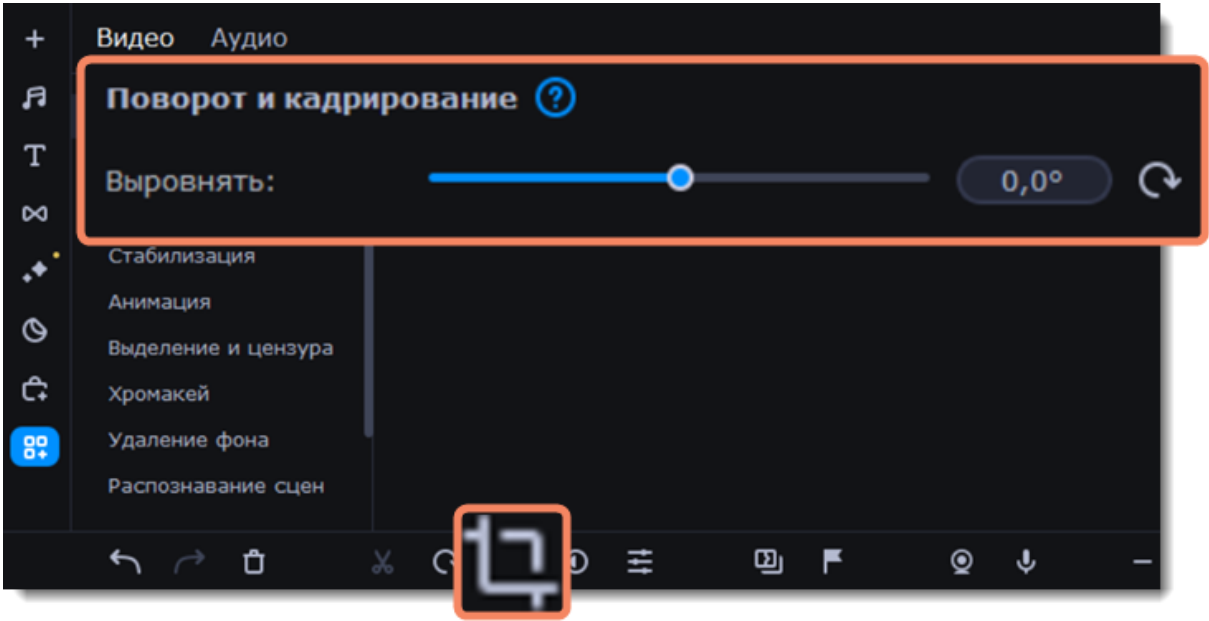 Видео Аудио
Поворот и кадрирование ?
Выровнять: 0,0°
Стабилизация
Анимация
Выделение и цензура
Хромакей
Удаление фона
Распознавание сцен